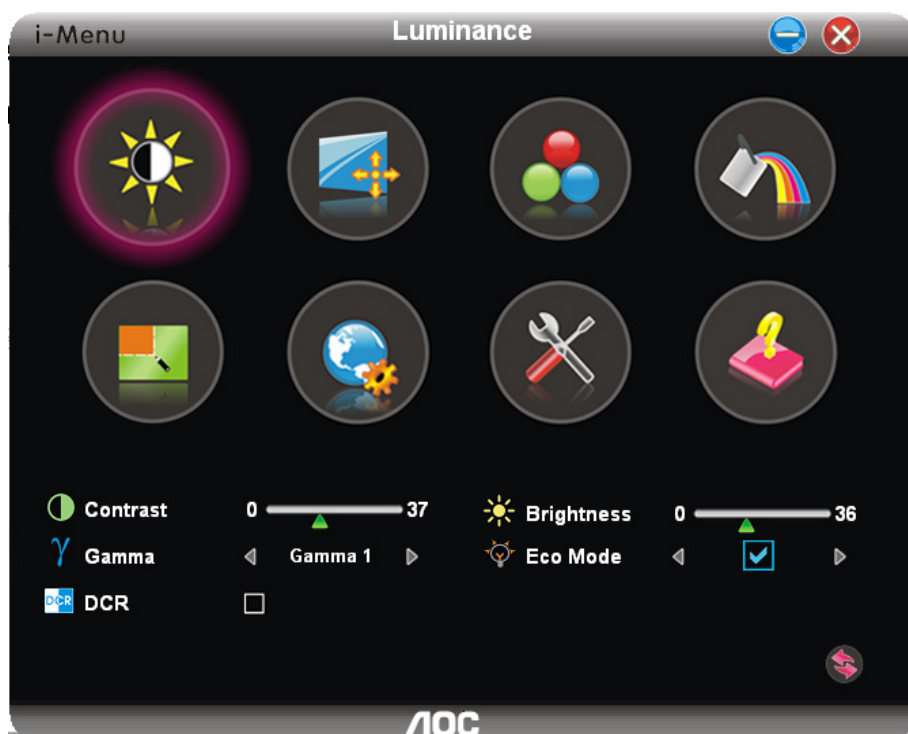 i-Menu
Luminance
Contrast 0 37
Brightness 0 36
Gamma Gamma 1
Eco Mode
DCR DCR
AOC